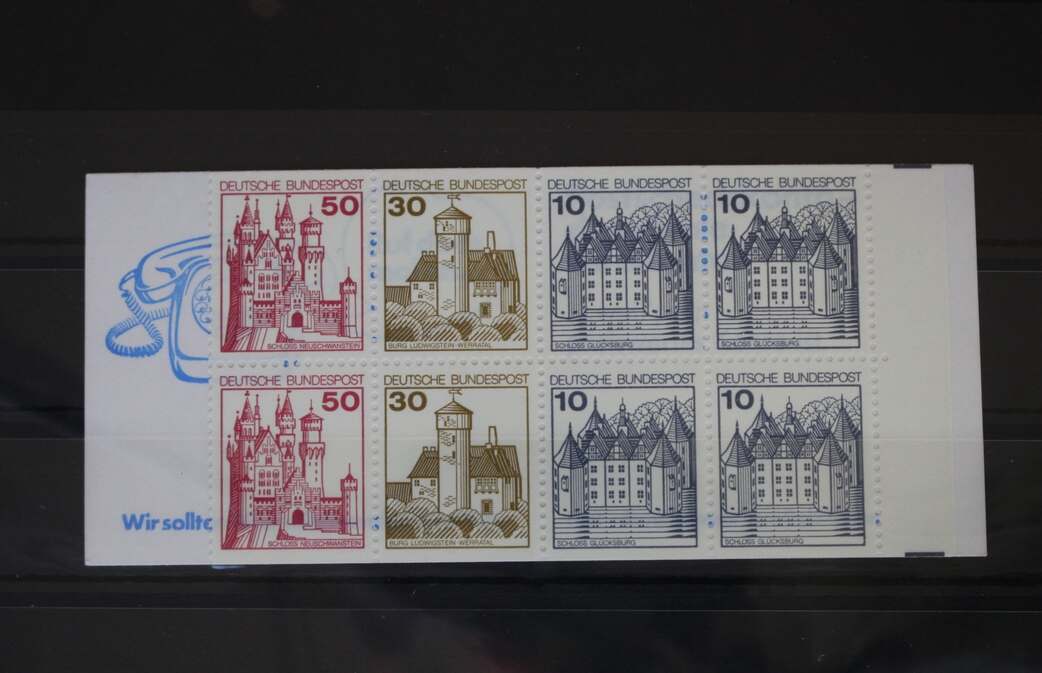 DEUTSCHE BUNDESPOST
50
SCHLOSS NEUSCHWANSTEIN
DEUTSCHE BUNDESPOST
30
BURG LUDWIGSTEIN·WERRATAL
DEUTSCHE BUNDESPOST
10
SCHLOSS GLÜCKSBURG
DEUTSCHE BUNDESPOST
10
SCHLOSS GLÜCKSBURG
DEUTSCHE BUNDESPOST
50
SCHLOSS NEUSCHWANSTEIN
DEUTSCHE BUNDESPOST
30
BURG LUDWIGSTEIN·WERRATAL
DEUTSCHE BUNDESPOST
10
SCHLOSS GLÜCKSBURG
DEUTSCHE BUNDESPOST
10
SCHLOSS GLÜCKSBURG
Wir sollte